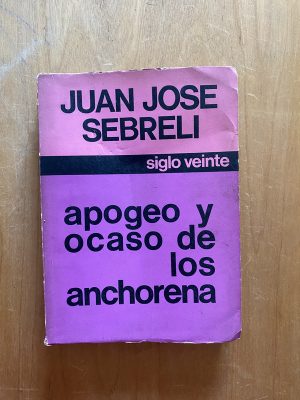 JUAN JOSE
SEBRELI
siglo veinte
apogeo y
ocaso de
los
anchorena